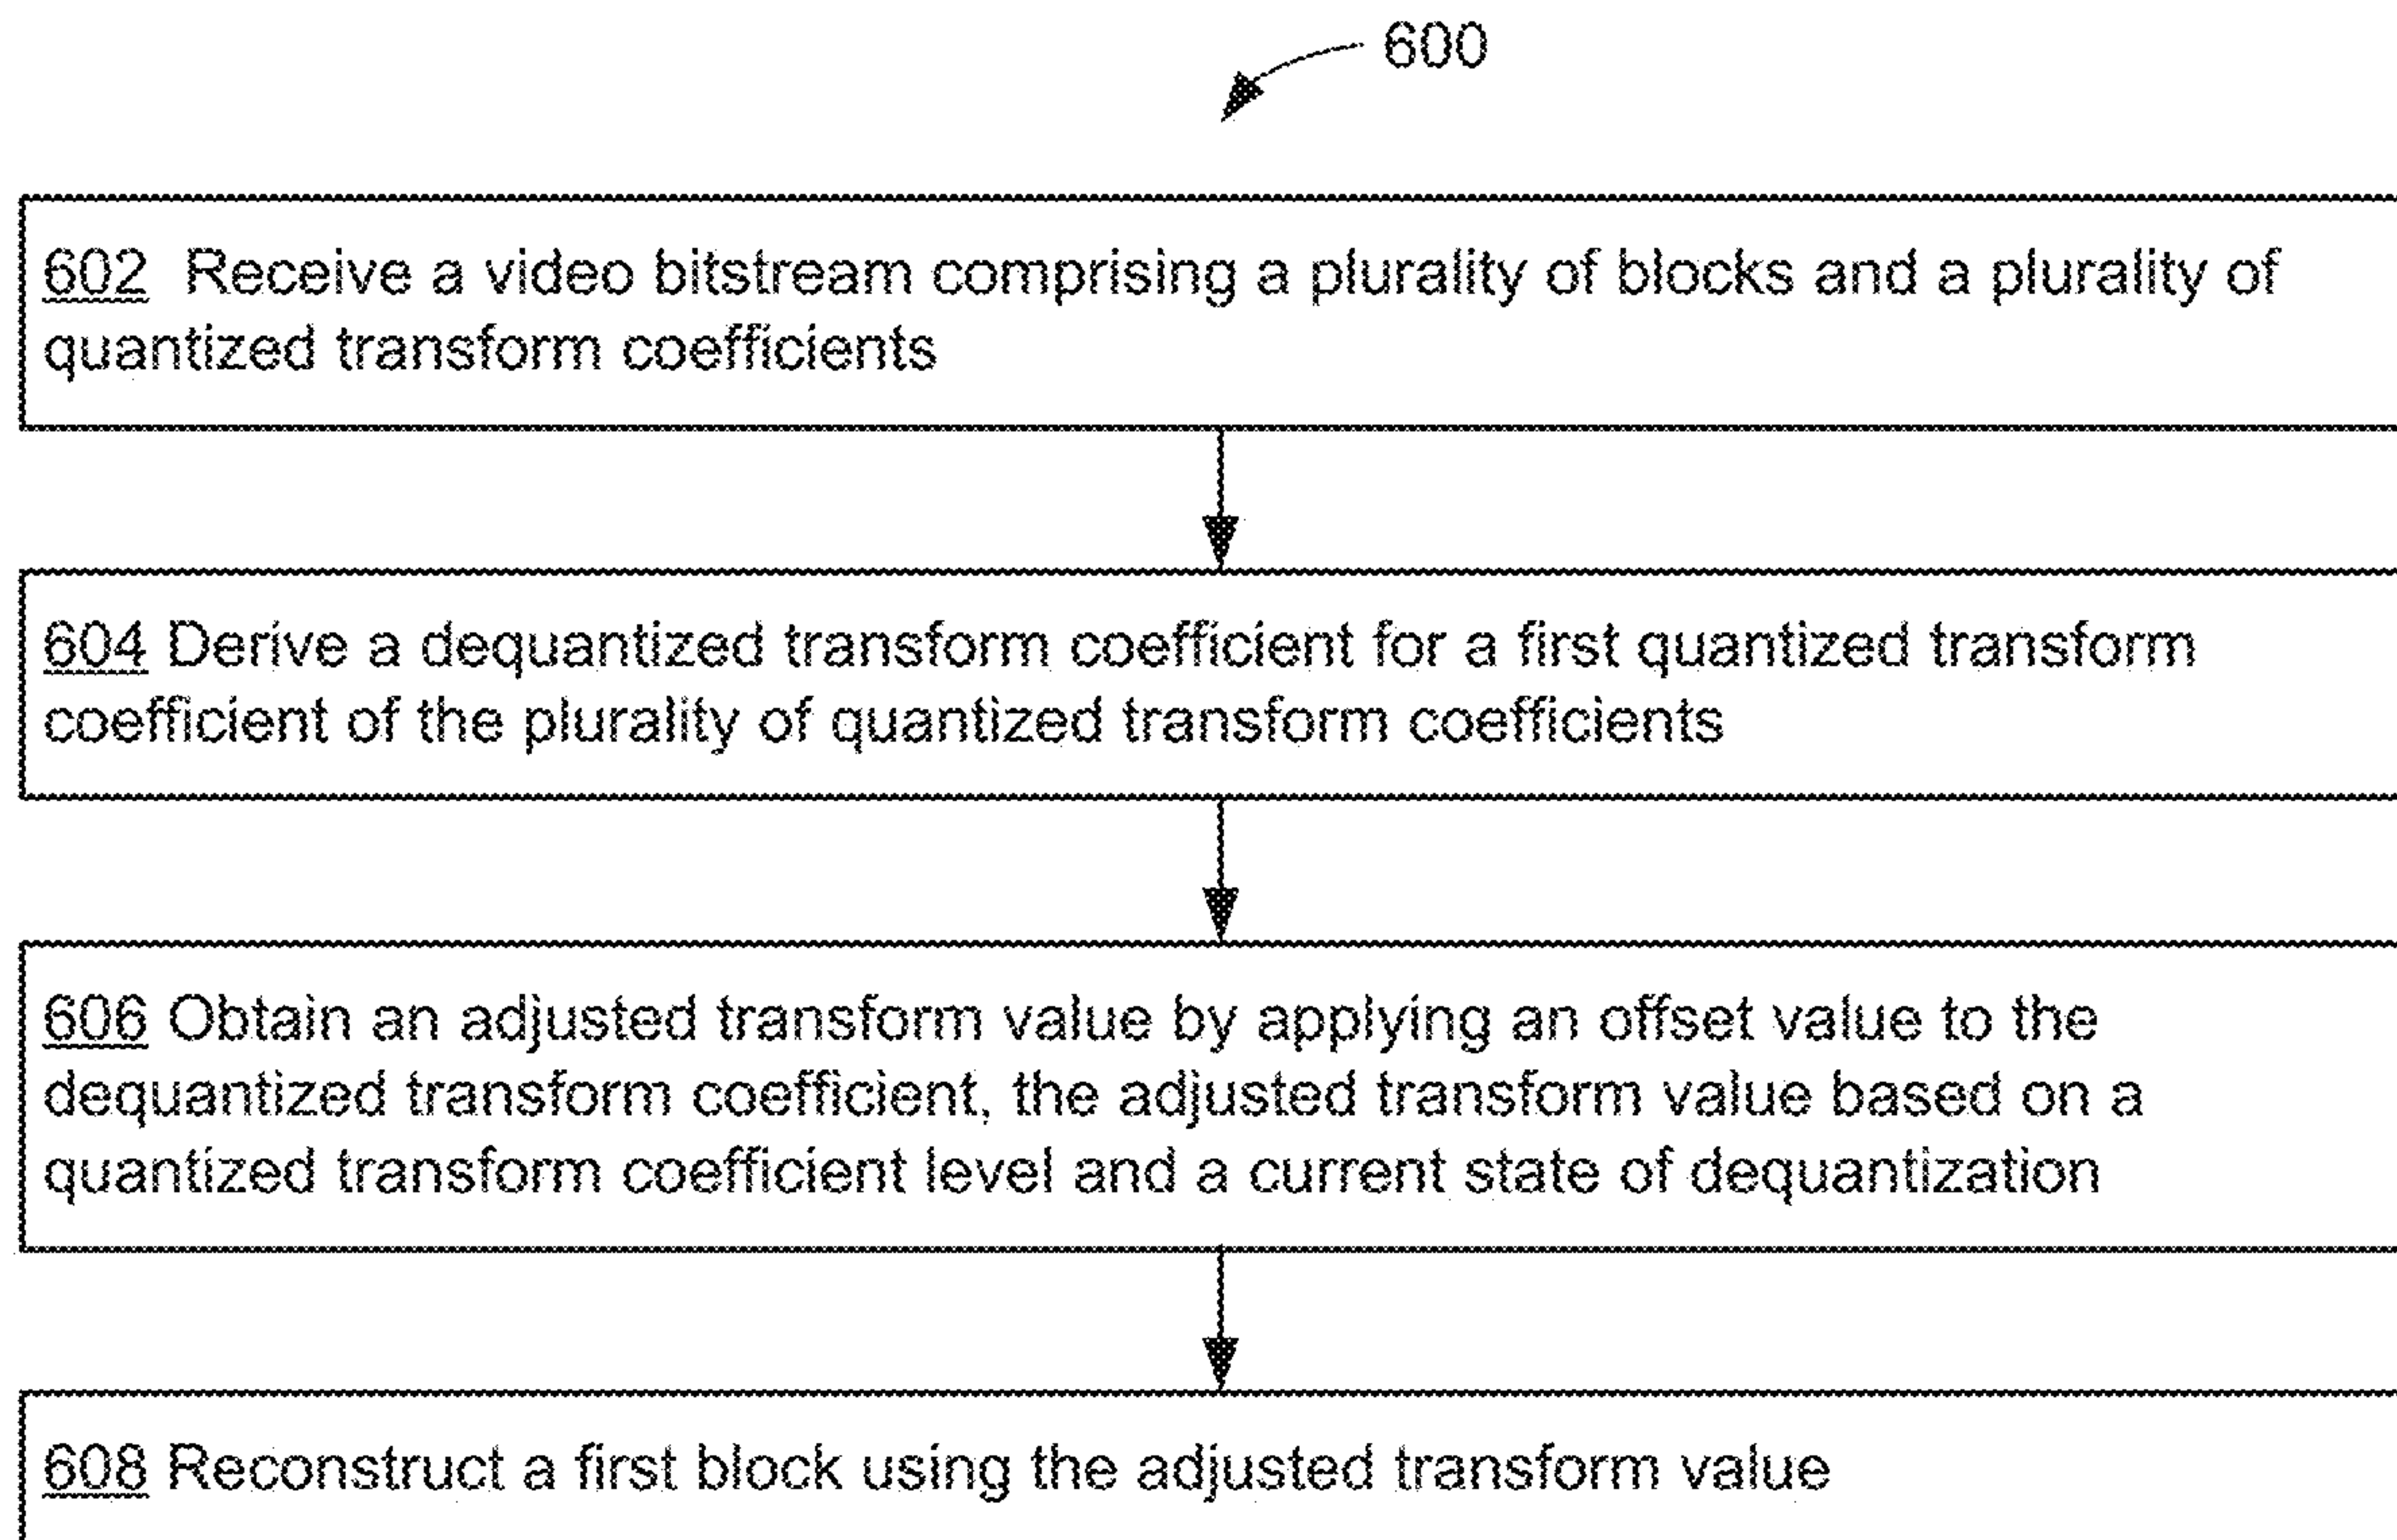 600
602 Receive a video bitstream comprising a plurality of blocks and a plurality of
quantized transform coefficients
604 Derive a dequantized transform coefficient for a first quantized transform
coefficient of the plurality of quantized transform coefficients
606 Obtain an adjusted transform value by applying an offset value to the
dequantized transform coefficient, the adjusted transform value based on a
quantized transform coefficient level and a current state of dequantization
608 Reconstruct a first block using the adjusted transform value